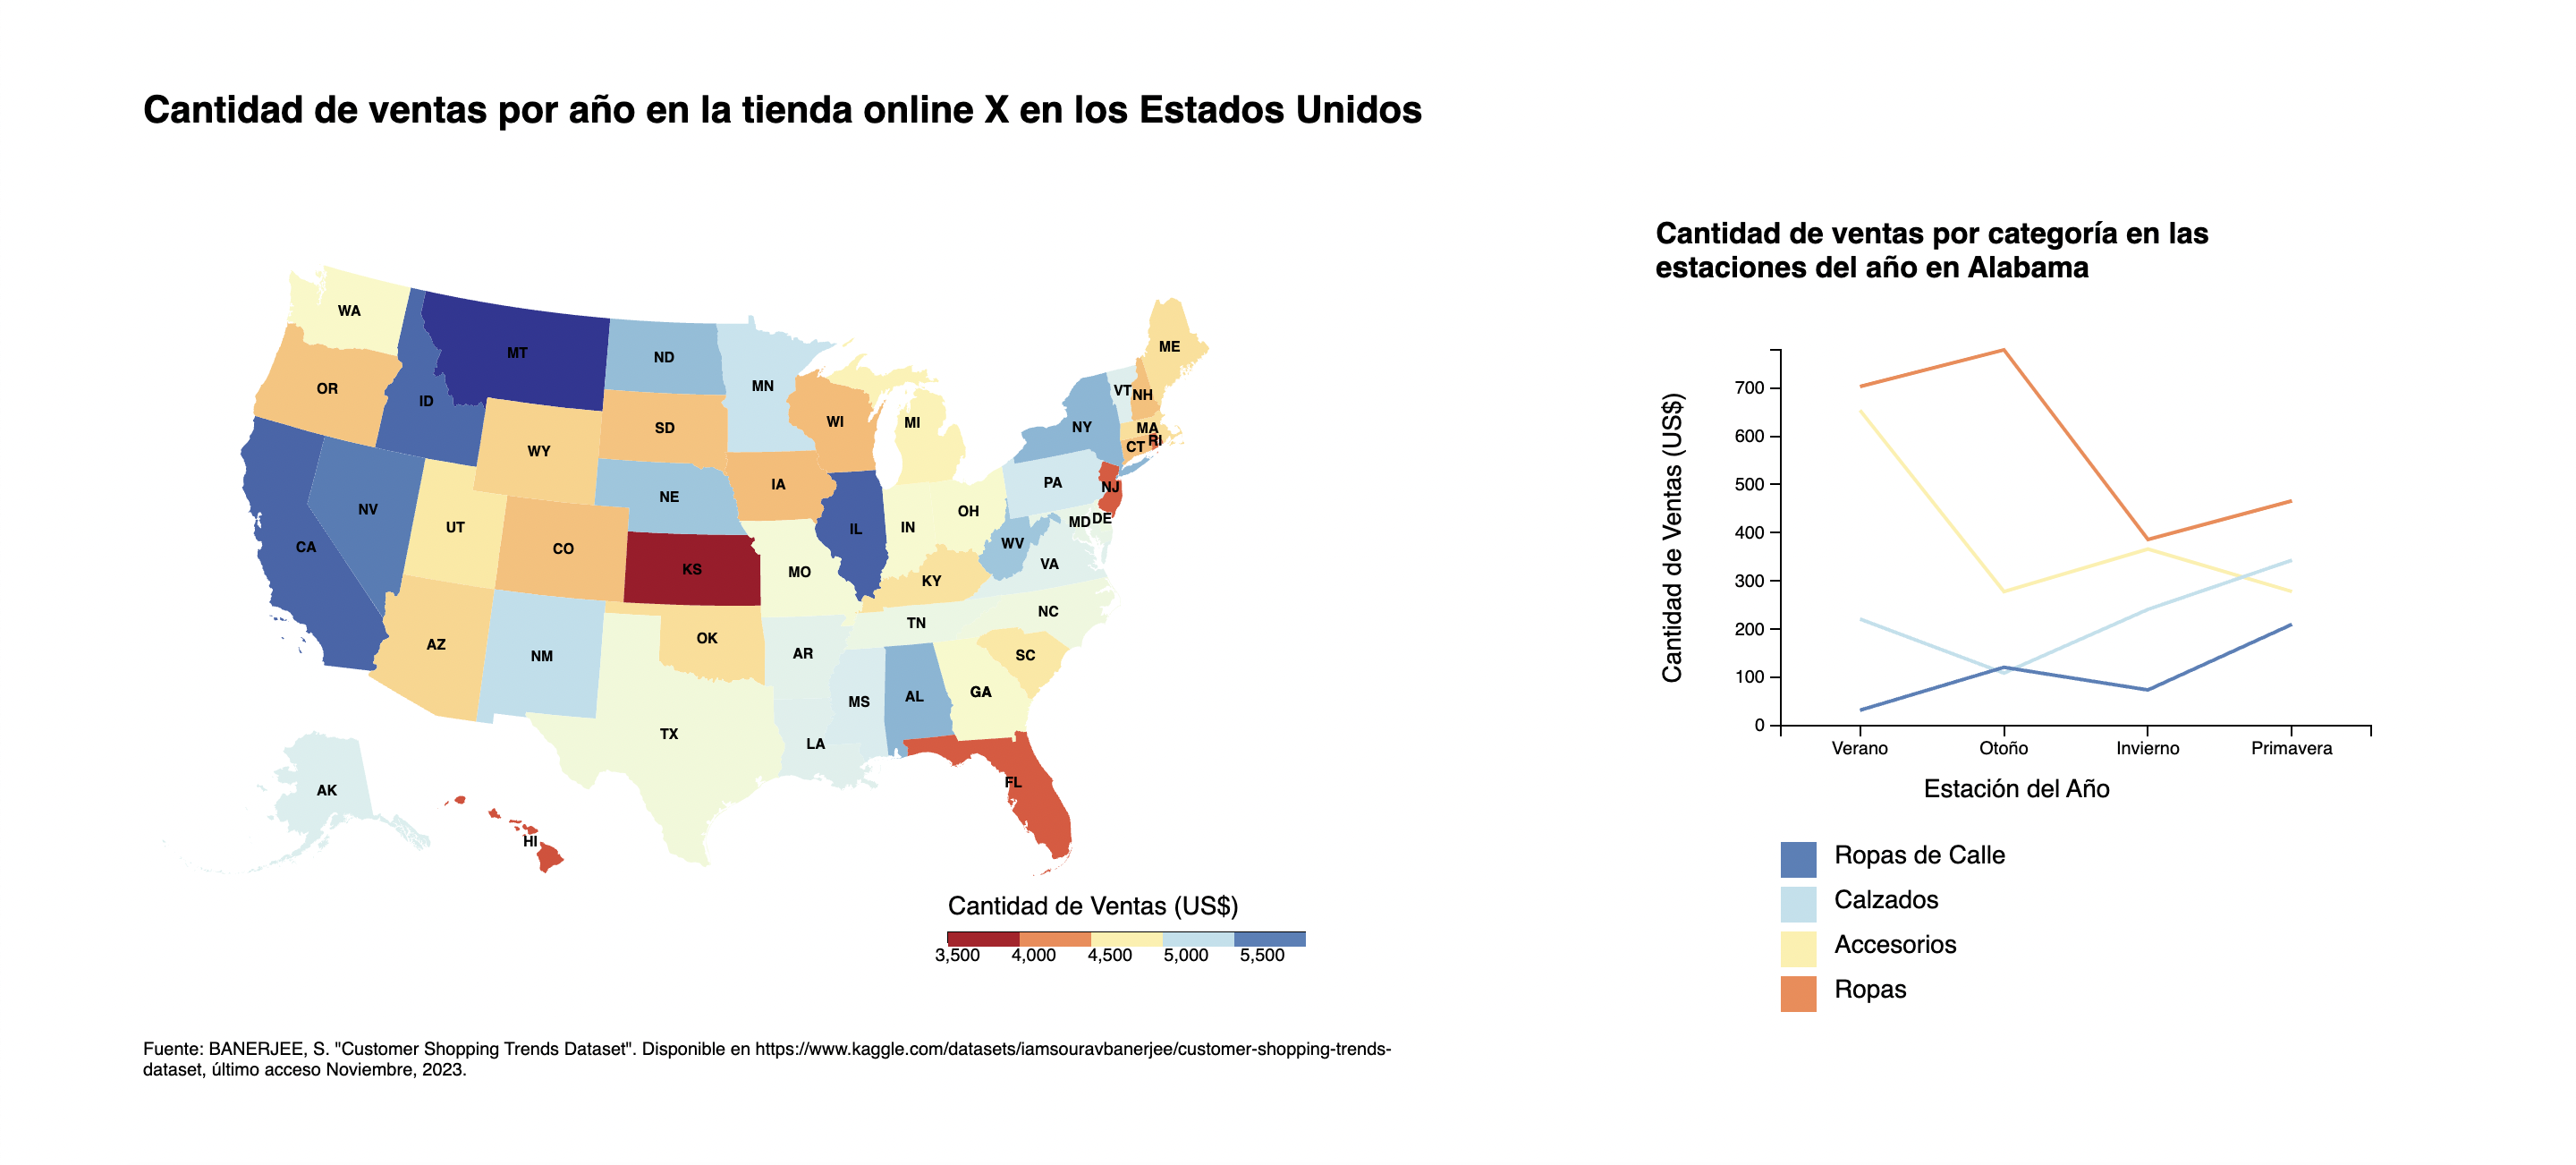 Cantidad de ventas por año en la tienda online X en los Estados Unidos
WA
MT
ND
MN
OR
ID
SD
WI
MI
ME
VT
NH
NY
MA
CT
RI
WY
NE
IA
PA
NJ
NV
UT
CO
KS
MO
IL
IN
OH
WV
MD
DE
VA
CA
KY
NC
AZ
NM
OK
AR
TN
SC
TX
LA
MS
AL
GA
FL
AK
HI
Cantidad de Ventas (US$)
3,500 4,000 4,500 5,000 5,500
Fuente: BANERJEE, S. "Customer Shopping Trends Dataset". Disponible en https://www.kaggle.com/datasets/iamsouravbanerjee/customer-shopping-trends-
dataset, último acceso Noviembre, 2023.
Cantidad de ventas por categoría en las
estaciones del año en Alabama
Cantidad de Ventas (US$)
700
600
500
400
300
200
100
0
Verano Otoño Invierno Primavera
Estación del Año
Ropas de Calle
Calzados
Accesorios
Ropas